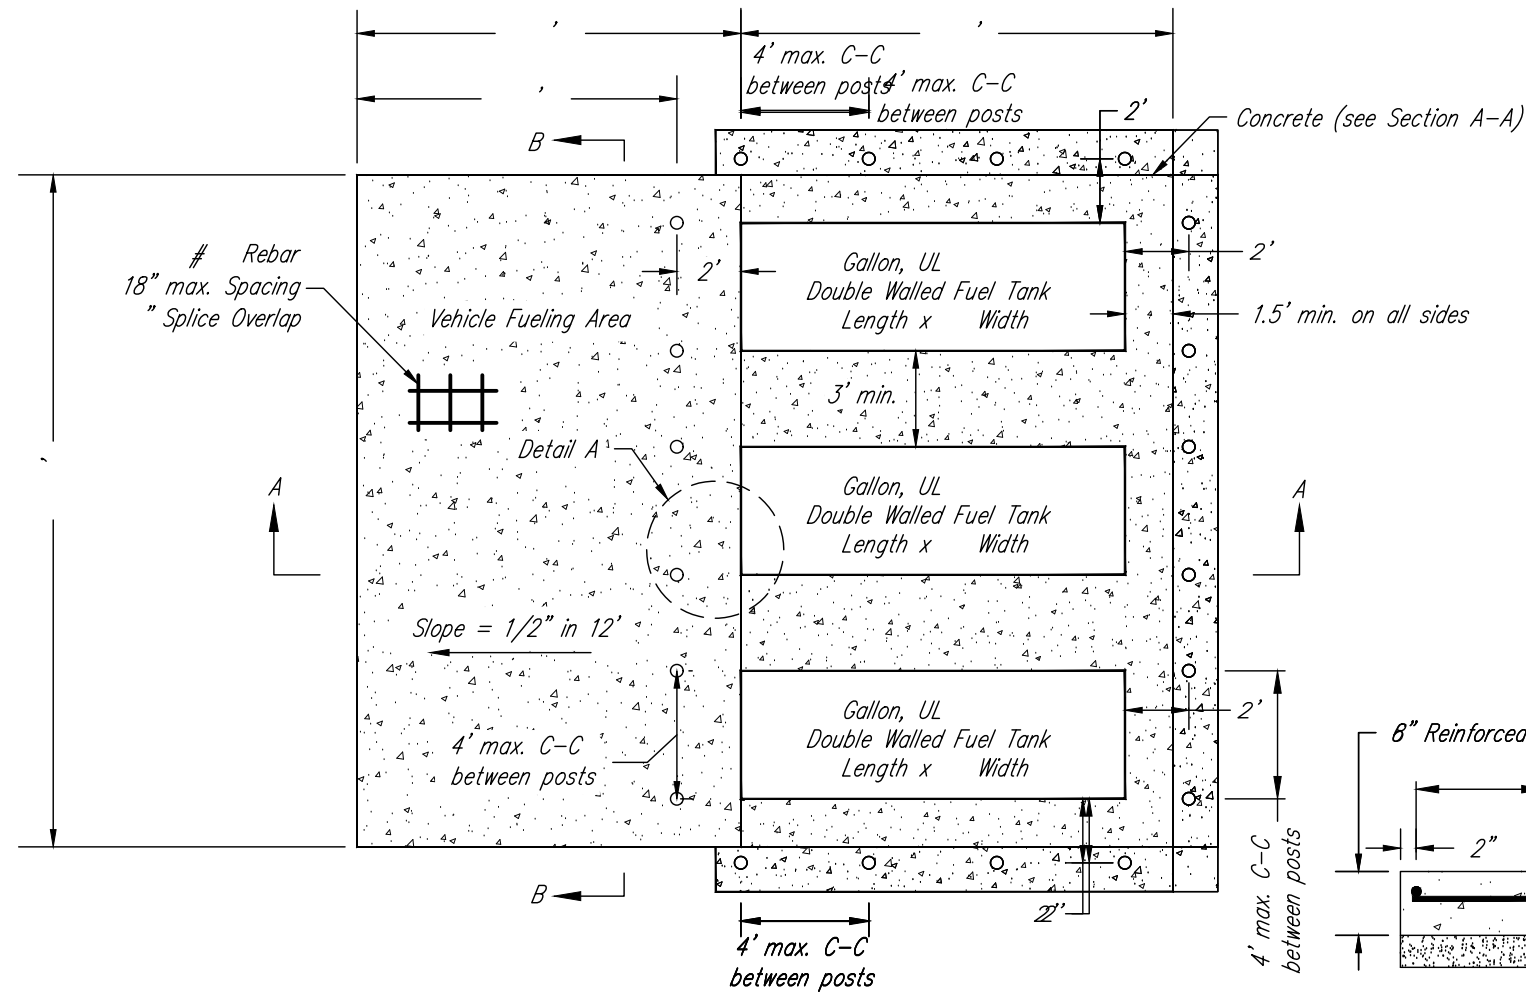 4' max. C-C
between posts
4' max. C-C
between posts
2'
Concrete (see Section A-A)
B
# Rebar
18" max. Spacing
" Splice Overlap
2'
Gallon, UL
Double Walled Fuel Tank
Length x Width
2'
1.5' min. on all sides
Vehicle Fueling Area
3' min.
Detail A
A
Gallon, UL
Double Walled Fuel Tank
Length x Width
A
Slope = 1/2" in 12'
Gallon, UL
Double Walled Fuel Tank
Length x Width
2'
4' max. C-C
between posts
Reinforced
2"
4' max. C-C
between posts
B
4' max. C-C
between posts